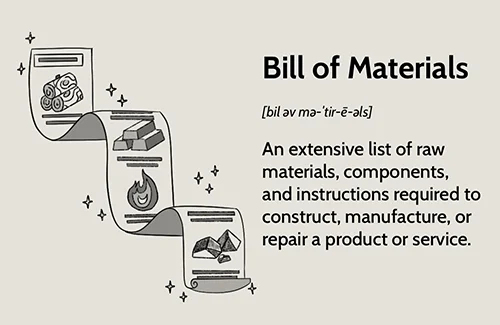 Bill of Materials
[bil əv mə-ˈtir-ē-əls]
An extensive list of raw
materials, components,
and instructions required to
construct, manufacture, or
repair a product or service.